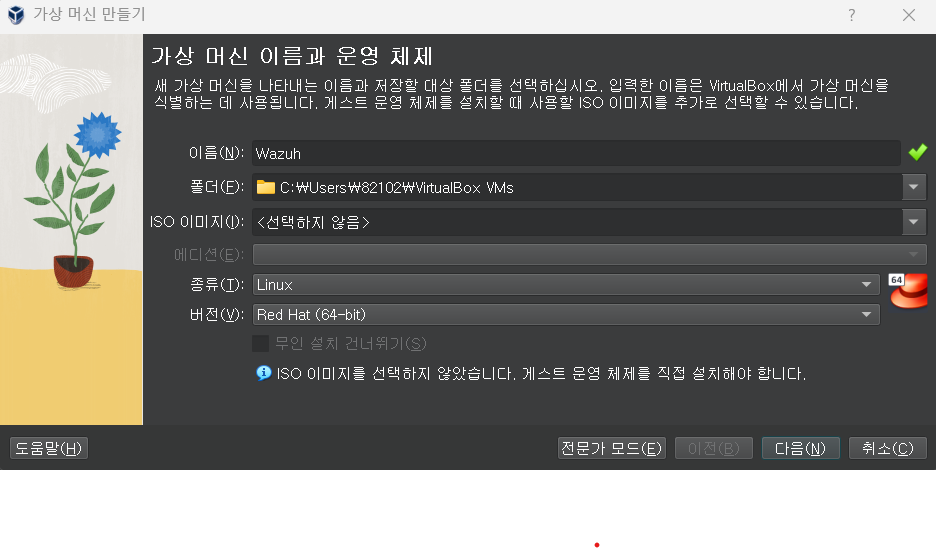 가상 머신 만들기
?
가상 머신 이름과 운영 체제
새 가상 머신을 나타내는 이름과 저장할 대상 폴더를 선택하십시오. 입력한 이름은 VirtualBox에서 가상 머신을
식별하는 데 사용됩니다. 게스트 운영 체제를 설치할 때 사용할 ISO 이미지를 추가로 선택할 수 있습니다.
이름(N): Wazuh
폴더(F): C:₩Users₩82102₩VirtualBox VMs
ISO 이미지(I): <선택하지 않음>
에디션(E):
종류(T): Linux
64
버전(V): Red Hat (64-bit)
무인 설치 건너뛰기(S)
ISO 이미지를 선택하지 않았습니다. 게스트 운영 체제를 직접 설치해야 합니다.
도움말(H) 전문가 모드(E) 이전(B) 다음(N) 취소(C)